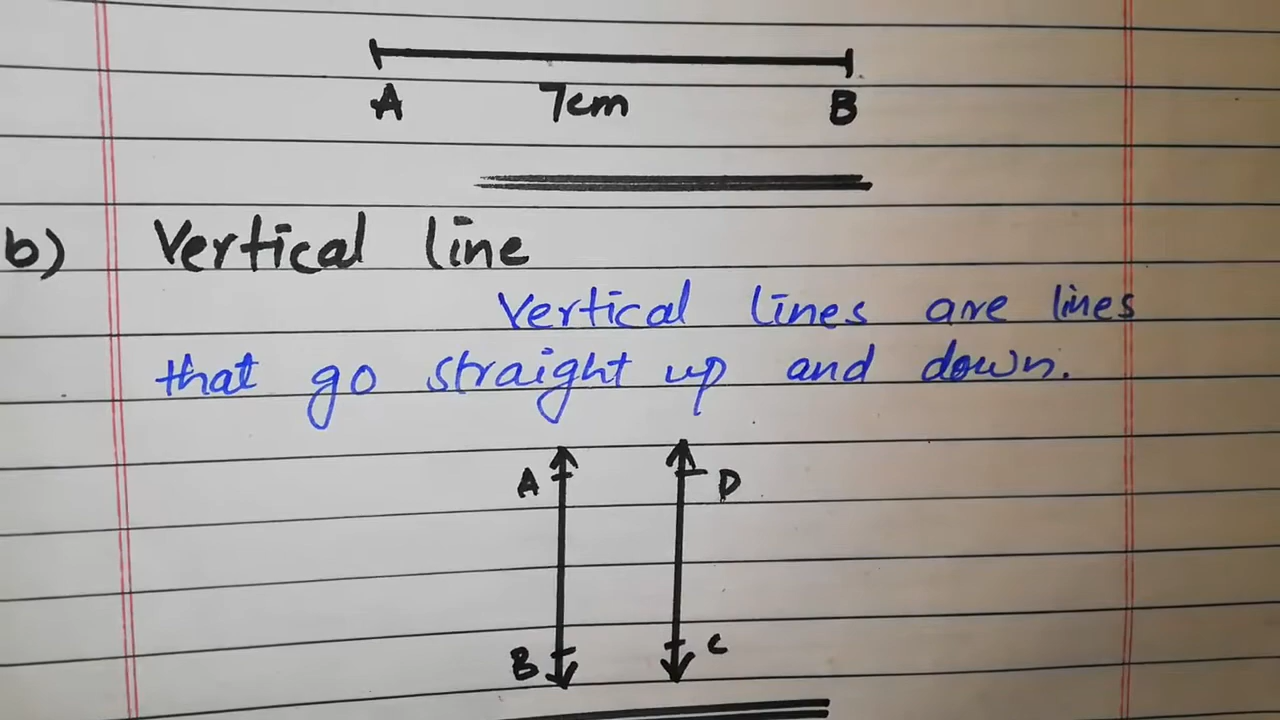 A 7cm B
b) Vertical line
Vertical lines are lines
that go straight up and down.
A D
B C